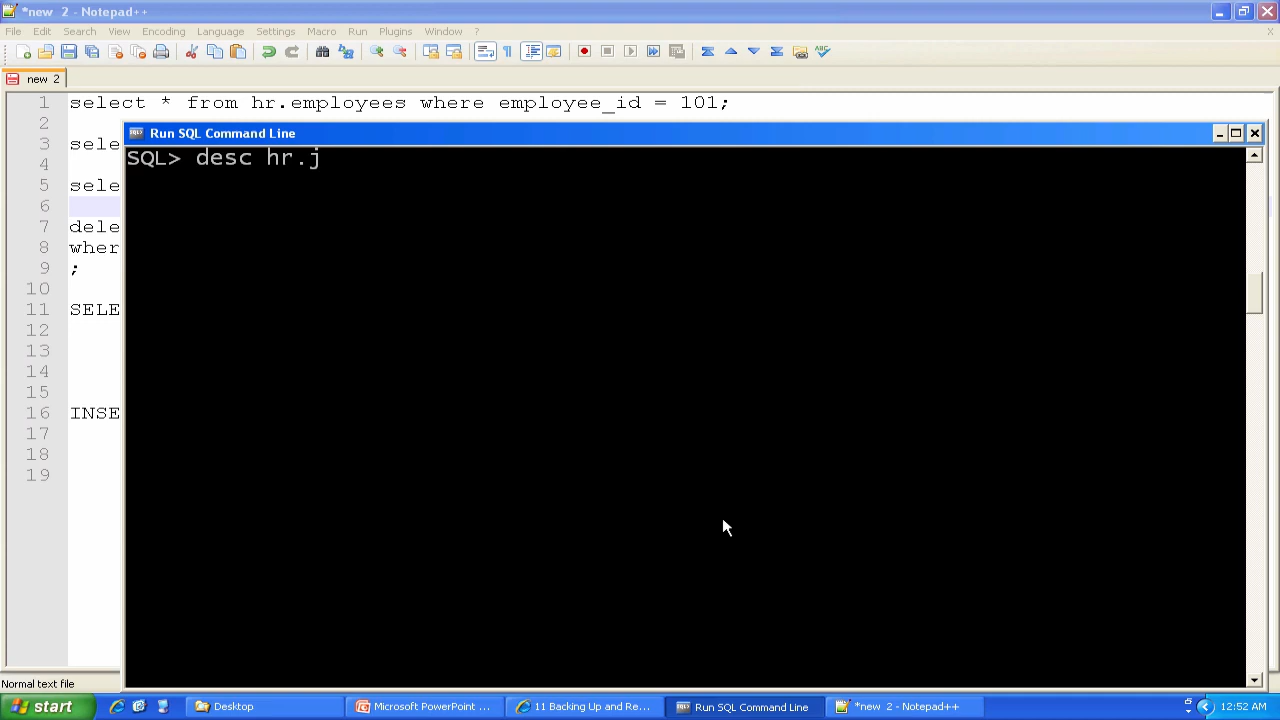 *new  2 - Notepad++
File Edit Search View Encoding Language Settings Macro Run Plugins Window ? X
new 2
1 select * from hr.employees where employee_id = 101;
2
Run SQL Command Line
SQL> desc hr.j
3 sele
4
5 sele
6
7 dele
8 wher
9 ;
10
11 SELE
12
13
14
15
16 INSE
17
18
19
Normal text file
start Desktop Microsoft PowerPoint ... 11 Backing Up and Re... Run SQL Command Line *new 2 - Notepad++ 12:52 AM